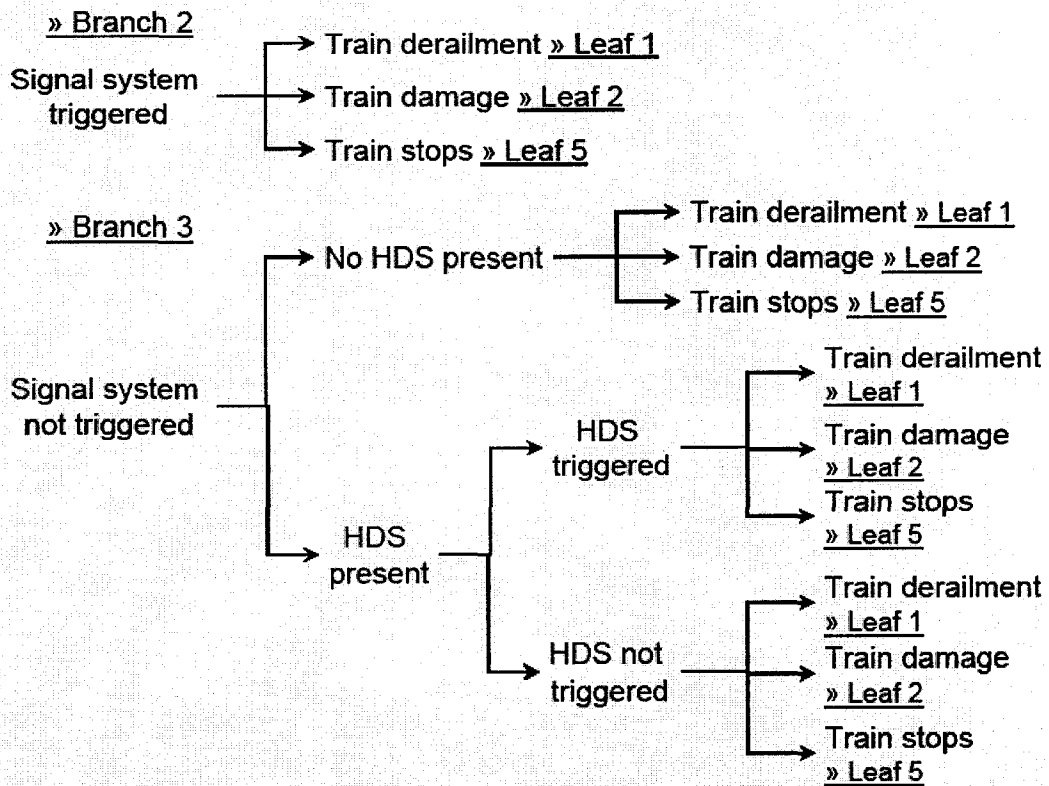 » Branch 2
Signal system
triggered
Train derailment » Leaf 1
Train damage » Leaf 2
Train stops » Leaf 5
» Branch 3
Signal system
not triggered
No HDS present
Train derailment » Leaf 1
Train damage » Leaf 2
Train stops » Leaf 5
HDS
present
HDS
triggered
Train derailment
» Leaf 1
Train damage
» Leaf 2
Train stops
» Leaf 5
HDS not
triggered
Train derailment
» Leaf 1
Train damage
» Leaf 2
Train stops
» Leaf 5